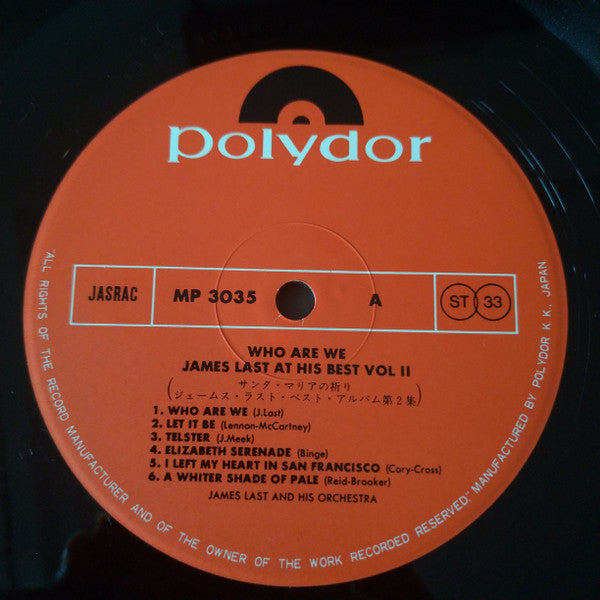 polydor
JASRAC MP 3035 A ST 33
WHO ARE WE
JAMES LAST AT HIS BEST VOL II
(サンタ・マリアの祈り
ジェームス・ラスト・ベスト・アルバム第2集)
1. WHO ARE WE (J.Last)
2. LET IT BE (Lennon-McCartney)
3. TELSTER (J.Meek)
4. ELIZABETH SERENADE (Binge)
5. I LEFT MY HEART IN SAN FRANCISCO (Cory-Cross)
6. A WHITER SHADE OF PALE (Reid-Brooker)
JAMES LAST AND HIS ORCHESTRA
"ALL RIGHTS OF THE RECORD MANUFACTURER AND OF THE OWNER OF THE WORK RECORDED RESERVED," MANUFACTURED BY POLYDOR K.K. JAPAN